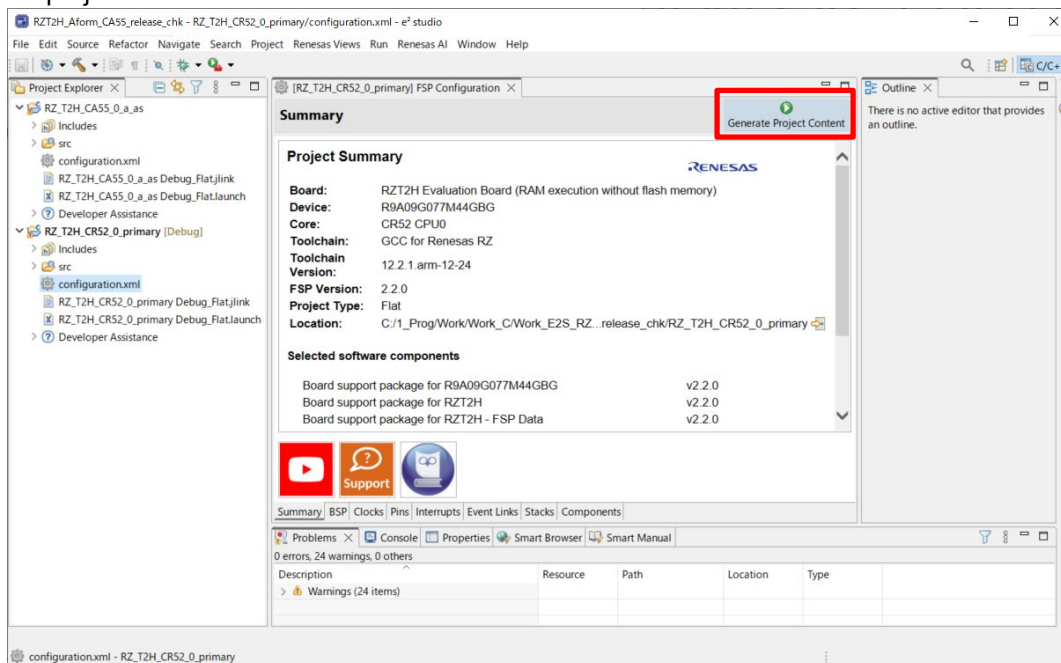 RZT2H_Aform_CA55_release_chk - RZ_T2H_CR52_0_primary/configuration.xml - e² studio
File Edit Source Refactor Navigate Search Project Renesas Views Run Renesas AI Window Help
C/C+
Project Explorer
RZ_T2H_CA55_0_a_as
Includes
src
configuration.xml
RZ_T2H_CA55_0_a_as Debug_Flat.jlink
RZ_T2H_CA55_0_a_as Debug_Flat.launch
Developer Assistance
RZ_T2H_CR52_0_primary [Debug]
Includes
src
configuration.xml
RZ_T2H_CR52_0_primary Debug_Flat.jlink
RZ_T2H_CR52_0_primary Debug_Flat.launch
Developer Assistance
[RZ_T2H_CR52_0_primary] FSP Configuration
Summary
Generate Project Content
Project Summary
RENESAS
Board: RZT2H Evaluation Board (RAM execution without flash memory)
Device: R9A09G077M44GBG
Core: CR52 CPU0
Toolchain: GCC for Renesas RZ
Toolchain
Version: 12.2.1.arm-12-24
FSP Version: 2.2.0
Project Type: Flat
Location: C:/1_Prog/Work/Work_C/Work_E2S_RZ...release_chk/RZ_T2H_CR52_0_primary
Selected software components
Board support package for R9A09G077M44GBG v2.2.0
Board support package for RZT2H v2.2.0
Board support package for RZT2H - FSP Data v2.2.0
Support
Summary BSP Clocks Pins Interrupts Event Links Stacks Components
Outline
There is no active editor that provides
an outline.
Problems Console Properties Smart Browser Smart Manual
0 errors, 24 warnings, 0 others
Description Resource Path Location Type
Warnings (24 items)
configuration.xml - RZ_T2H_CR52_0_primary